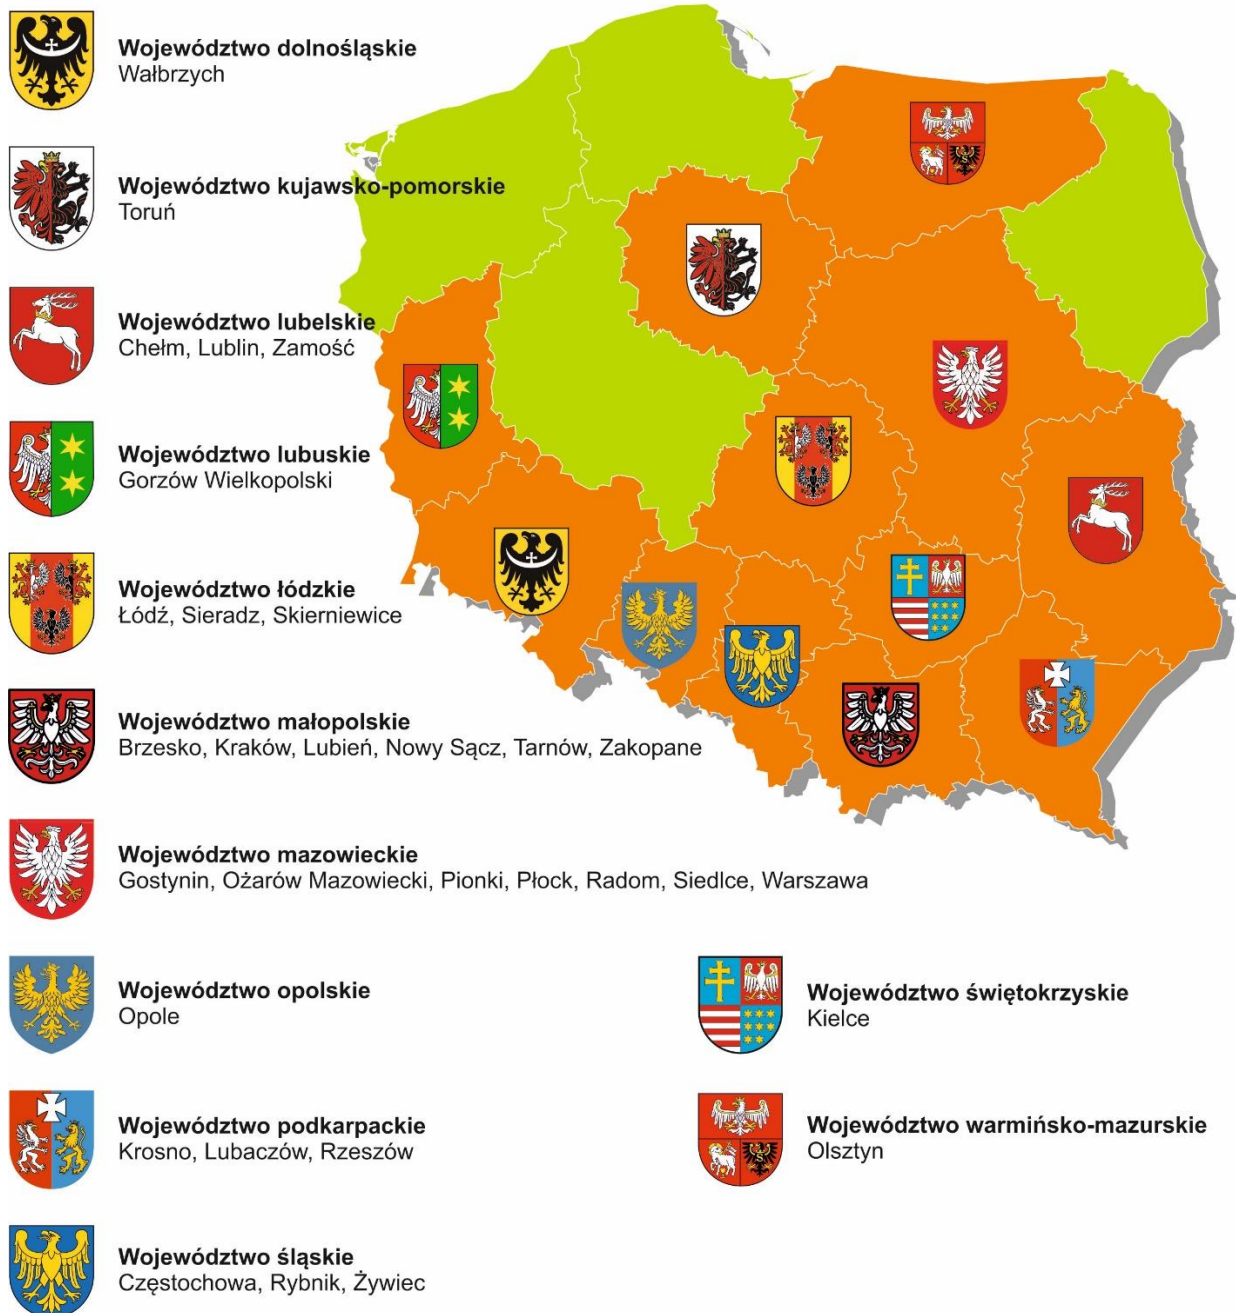 Województwo dolnośląskie
Wałbrzych
Województwo kujawsko-pomorskie
Toruń
Województwo lubelskie
Chełm, Lublin, Zamość
Województwo lubuskie
Gorzów Wielkopolski
Województwo łódzkie
Łódź, Sieradz, Skierniewice
Województwo małopolskie
Brzesko, Kraków, Lubień, Nowy Sącz, Tarnów, Zakopane
Województwo mazowieckie
Gostynin, Ożarów Mazowiecki, Pionki, Płock, Radom, Siedlce, Warszawa
Województwo opolskie
Opole
Województwo podkarpackie
Krosno, Lubaczów, Rzeszów
Województwo śląskie
Częstochowa, Rybnik, Żywiec
Województwo świętokrzyskie
Kielce
Województwo warmińsko-mazurskie
Olsztyn